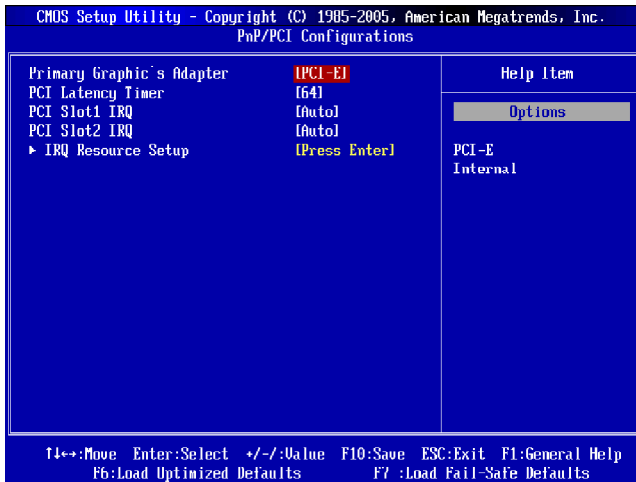 CMOS Setup Utility - Copyright (C) 1985-2005, American Megatrends, Inc.
PnP/PCI Configurations
Primary Graphic's Adapter [PCI-E]
PCI Latency Timer [64]
PCI Slot1 IRQ [Auto]
PCI Slot2 IRQ [Auto]
▸ IRQ Resource Setup [Press Enter]
Help Item
Options
PCI-E
Internal
↑↓←→:Move Enter:Select +/-/:Value F10:Save ESC:Exit F1:General Help
F6:Load Optimized Defaults F7 :Load Fail-Safe Defaults